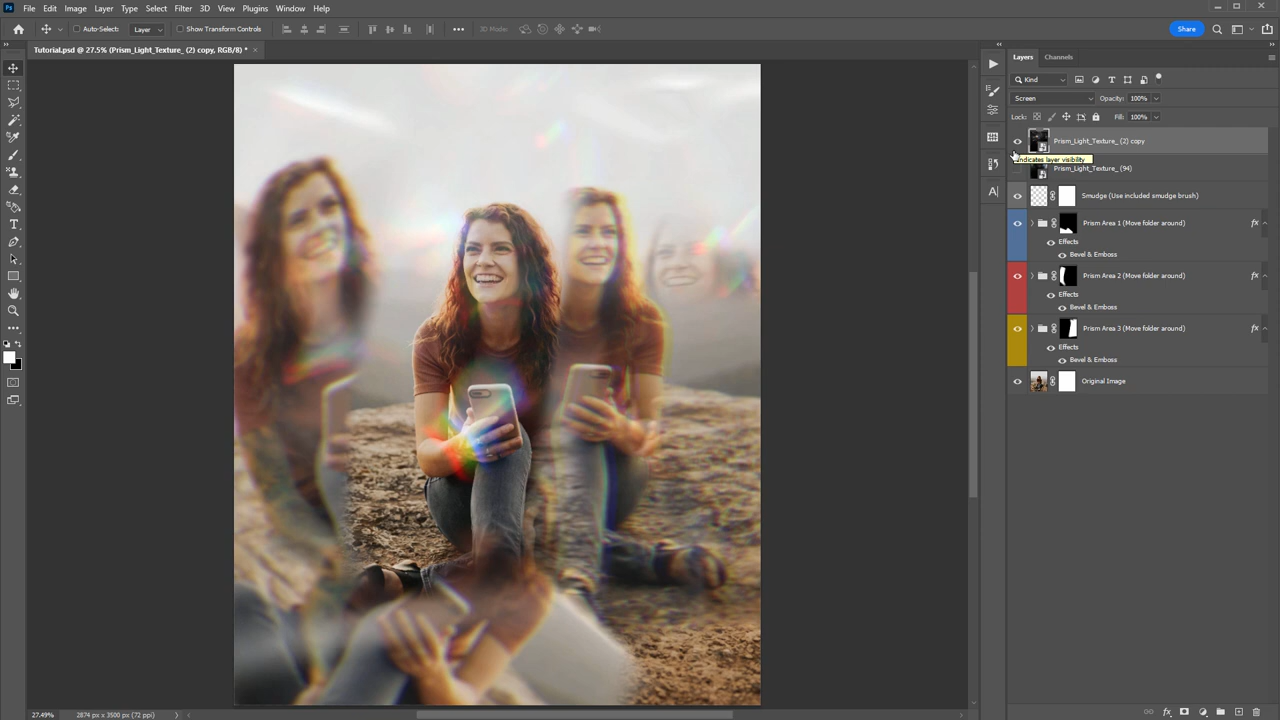 Ps File Edit Image Layer Type Select Filter 3D View Plugins Window Help
Auto-Select: Layer Show Transform Controls 3D Mode: Share
Tutorial.psd @ 27.5% (Prism_Light_Texture_ (2) copy, RGB/8) *
Layers Channels
Kind
Screen Opacity: 100%
Lock: Fill: 100%
Prism_Light_Texture_ (2) copy
Indicates layer visibility
Prism_Light_Texture_ (94)
Smudge (Use included smudge brush)
Prism Area 1 (Move folder around) fx
Effects
Bevel & Emboss
Prism Area 2 (Move folder around) fx
Effects
Bevel & Emboss
Prism Area 3 (Move folder around) fx
Effects
Bevel & Emboss
Original Image
27.49% 2874 px x 3500 px (72 ppi)